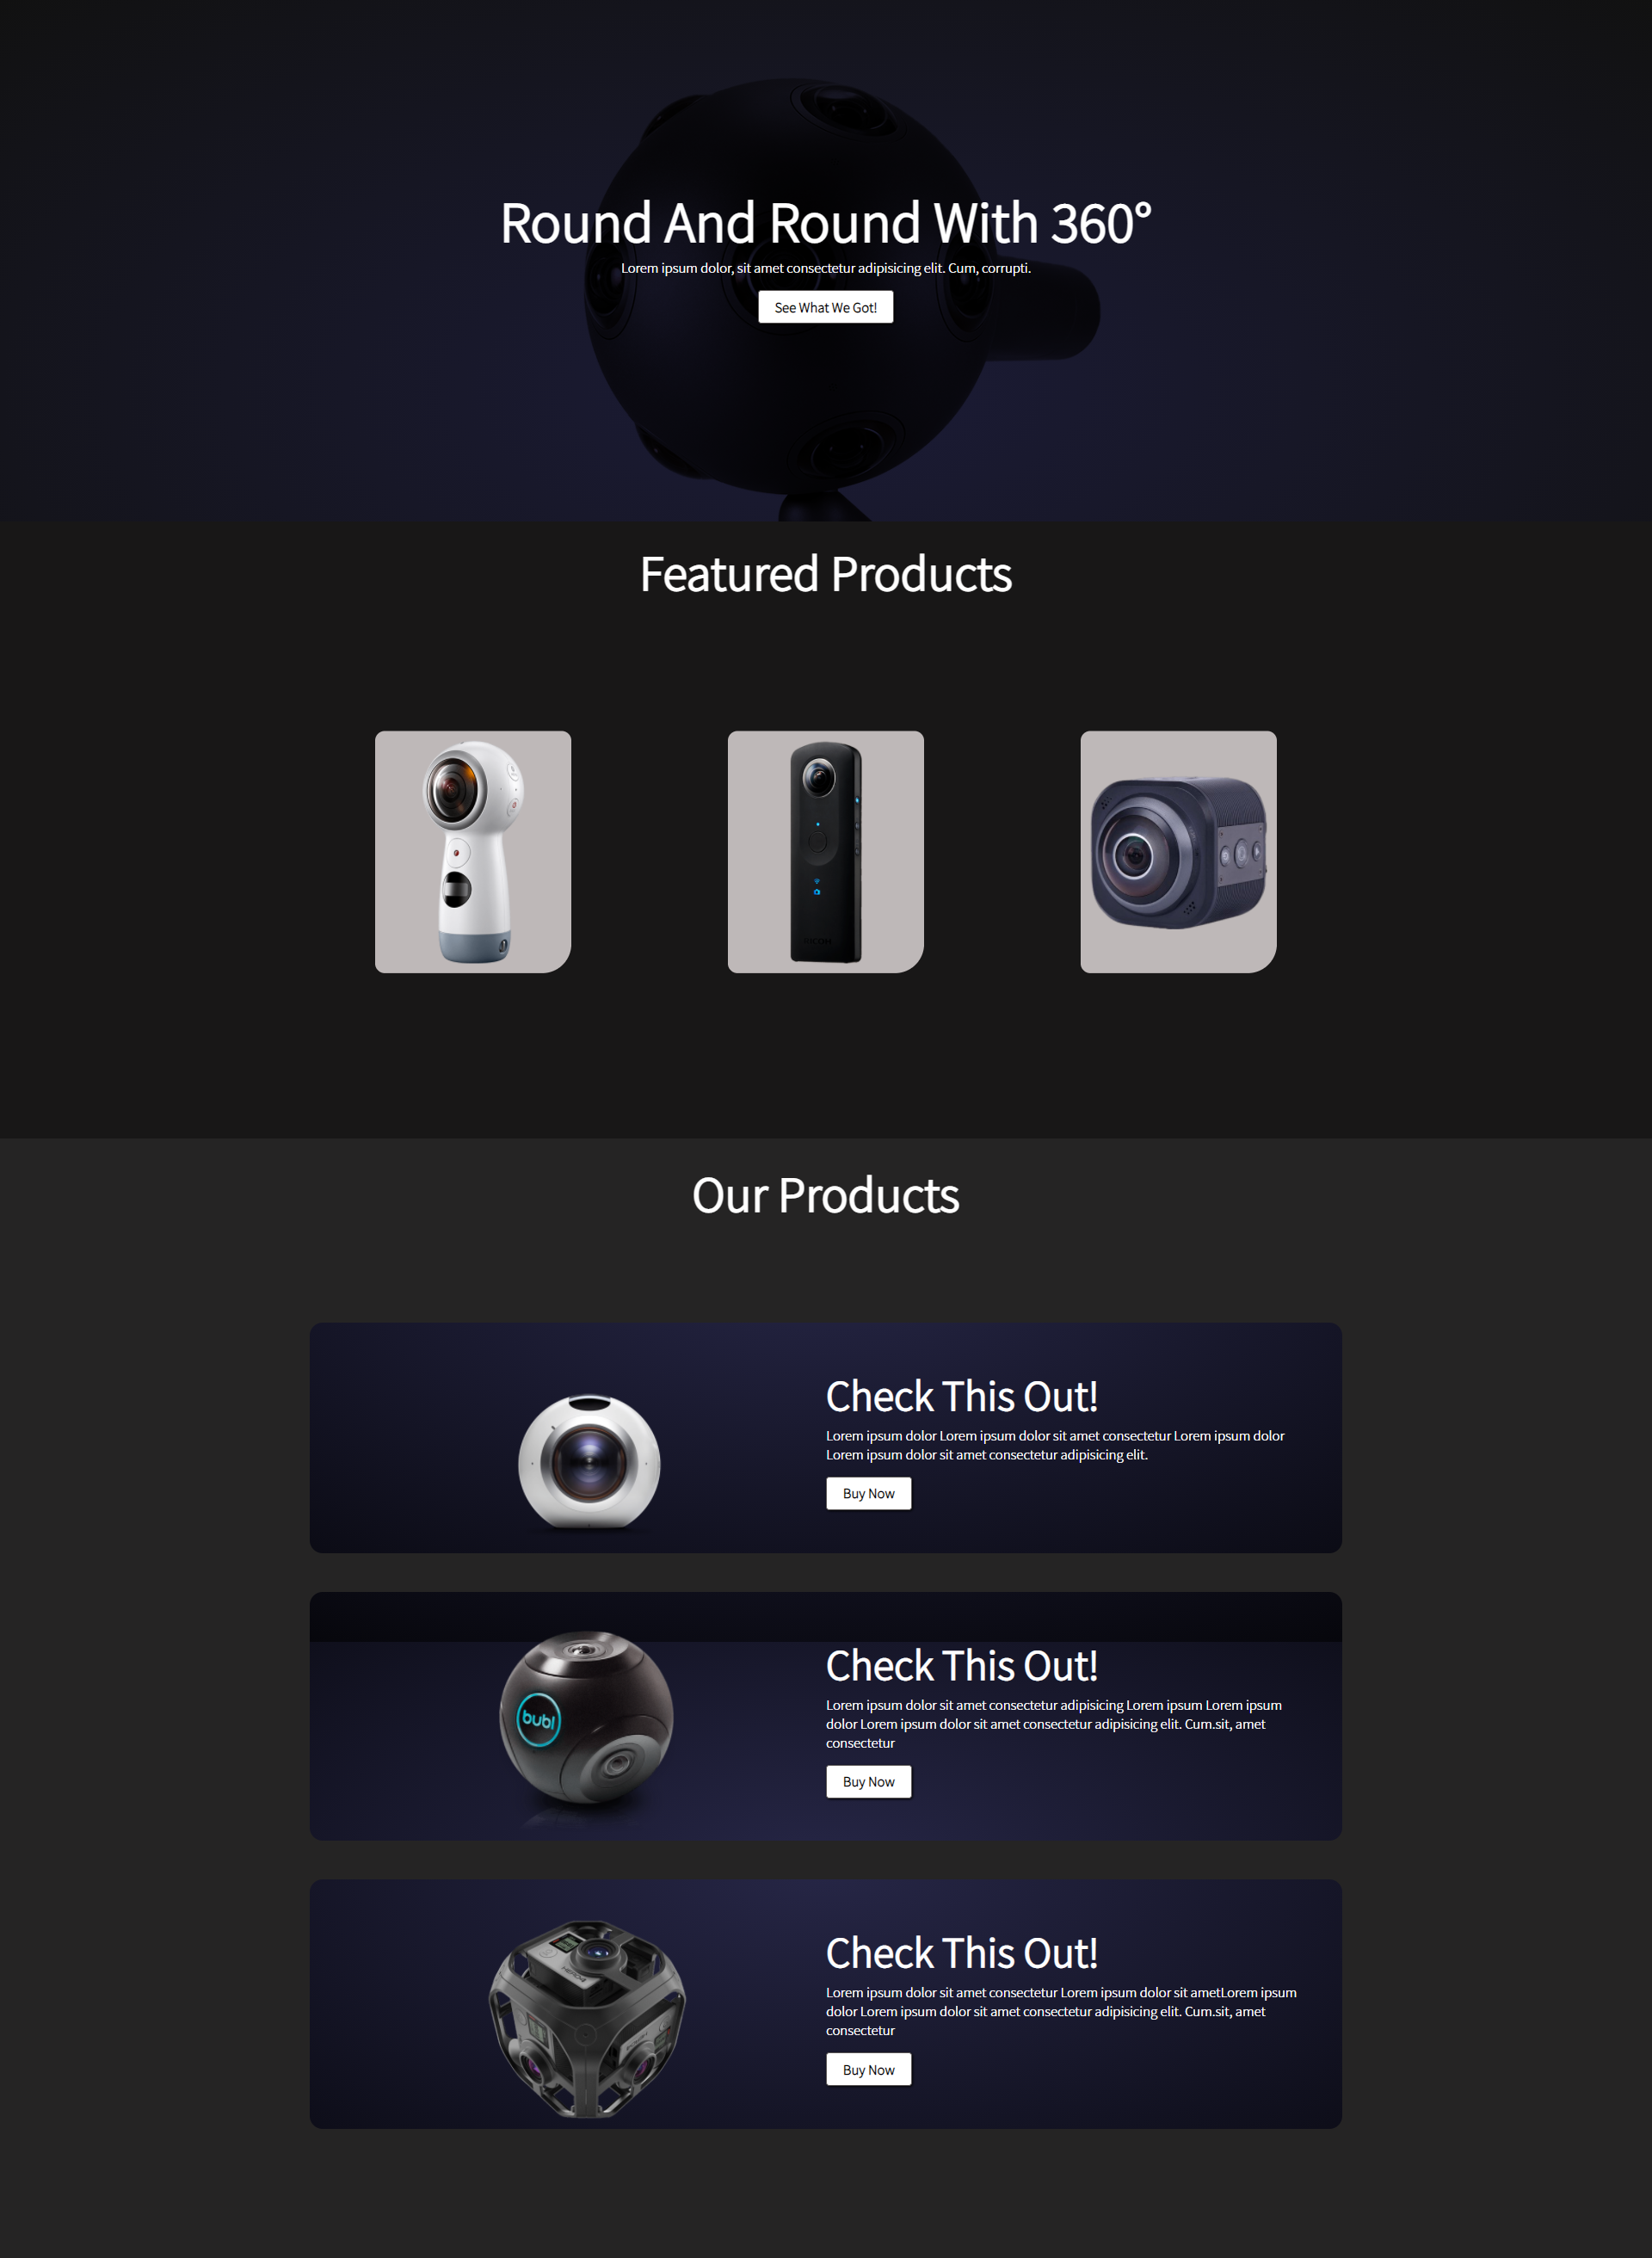 Round And Round With 360°
Lorem ipsum dolor, sit amet consectetur adipisicing elit. Cum, corrupti.
See What We Got!
Featured Products
RICOH
Our Products
Check This Out!
Lorem ipsum dolor Lorem ipsum dolor sit amet consectetur Lorem ipsum dolor
Lorem ipsum dolor sit amet consectetur adipisicing elit.
Buy Now
bubl
Check This Out!
Lorem ipsum dolor sit amet consectetur adipisicing Lorem ipsum Lorem ipsum
dolor Lorem ipsum dolor sit amet consectetur adipisicing elit. Cum.sit, amet
consectetur
Buy Now
HERO4
Check This Out!
Lorem ipsum dolor sit amet consectetur Lorem ipsum dolor sit ametLorem ipsum
dolor Lorem ipsum dolor sit amet consectetur adipisicing elit. Cum.sit, amet
consectetur
Buy Now